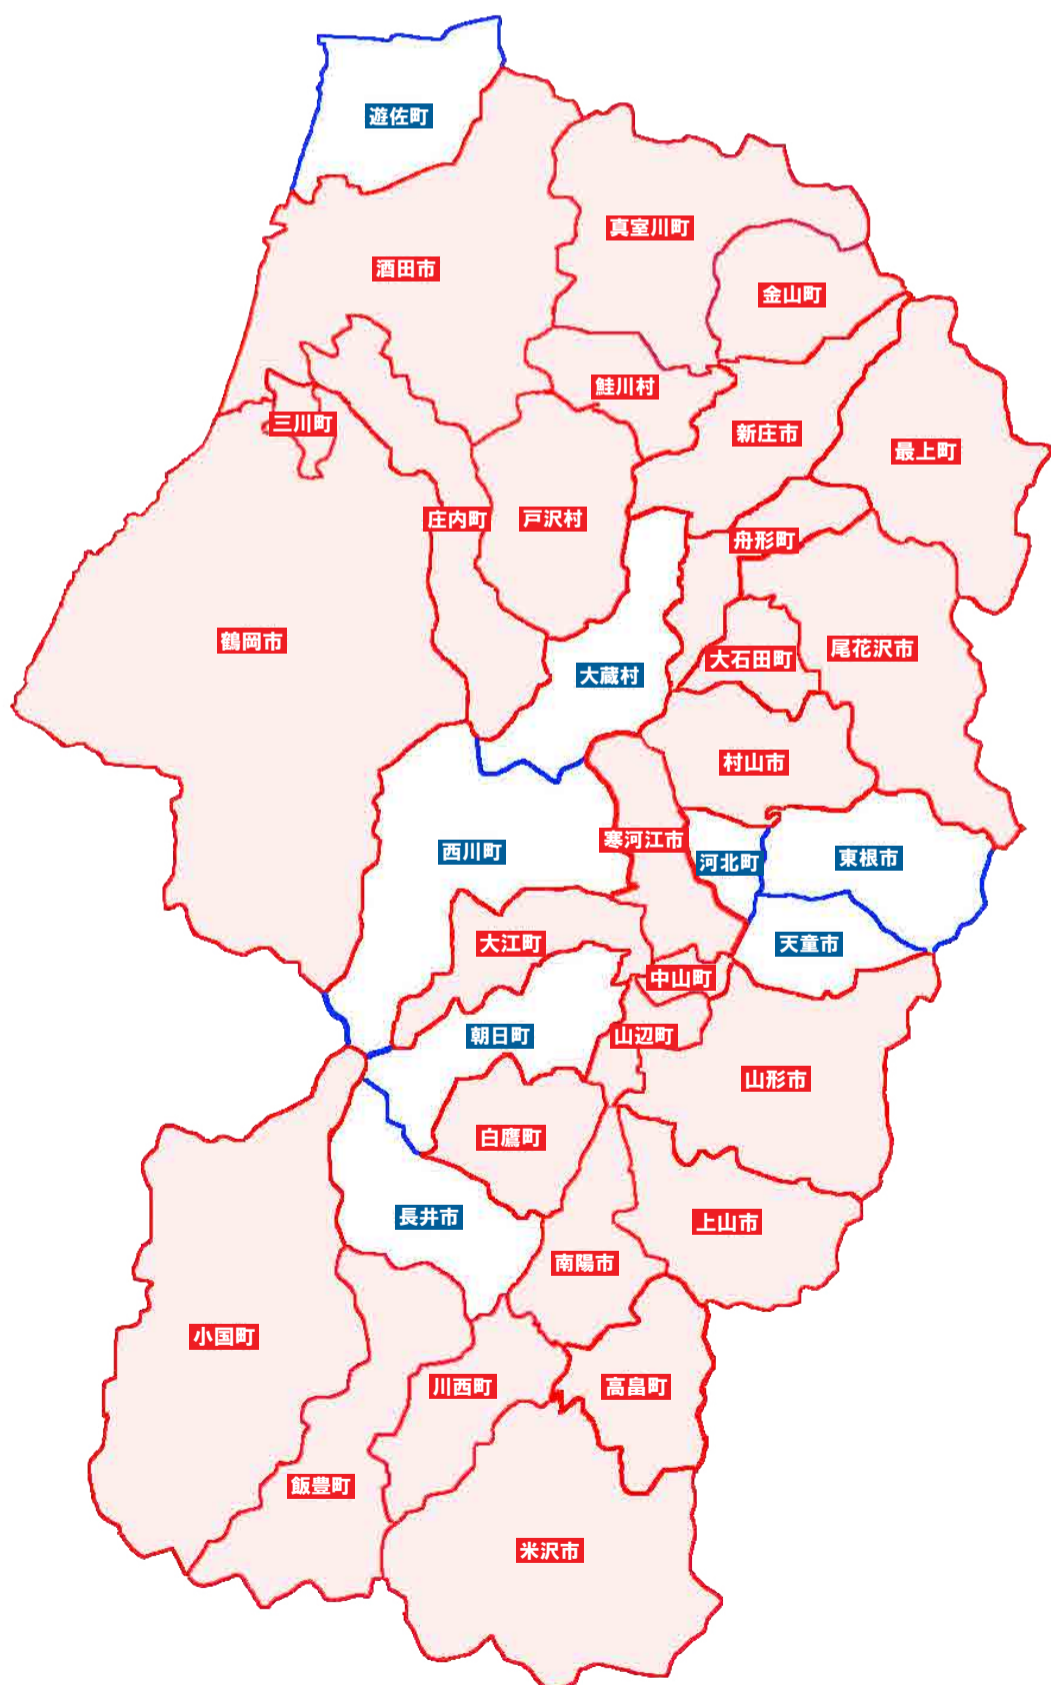 遊佐町
真室川町
酒田市
金山町
鮭川村
三川町
新庄市
最上町
庄内町
戸沢村
舟形町
鶴岡市
尾花沢市
大石田町
大蔵村
村山市
寒河江市
西川町
河北町
東根市
大江町
天童市
中山町
朝日町
山辺町
山形市
白鷹町
長井市
上山市
南陽市
小国町
川西町
高畠町
飯豊町
米沢市